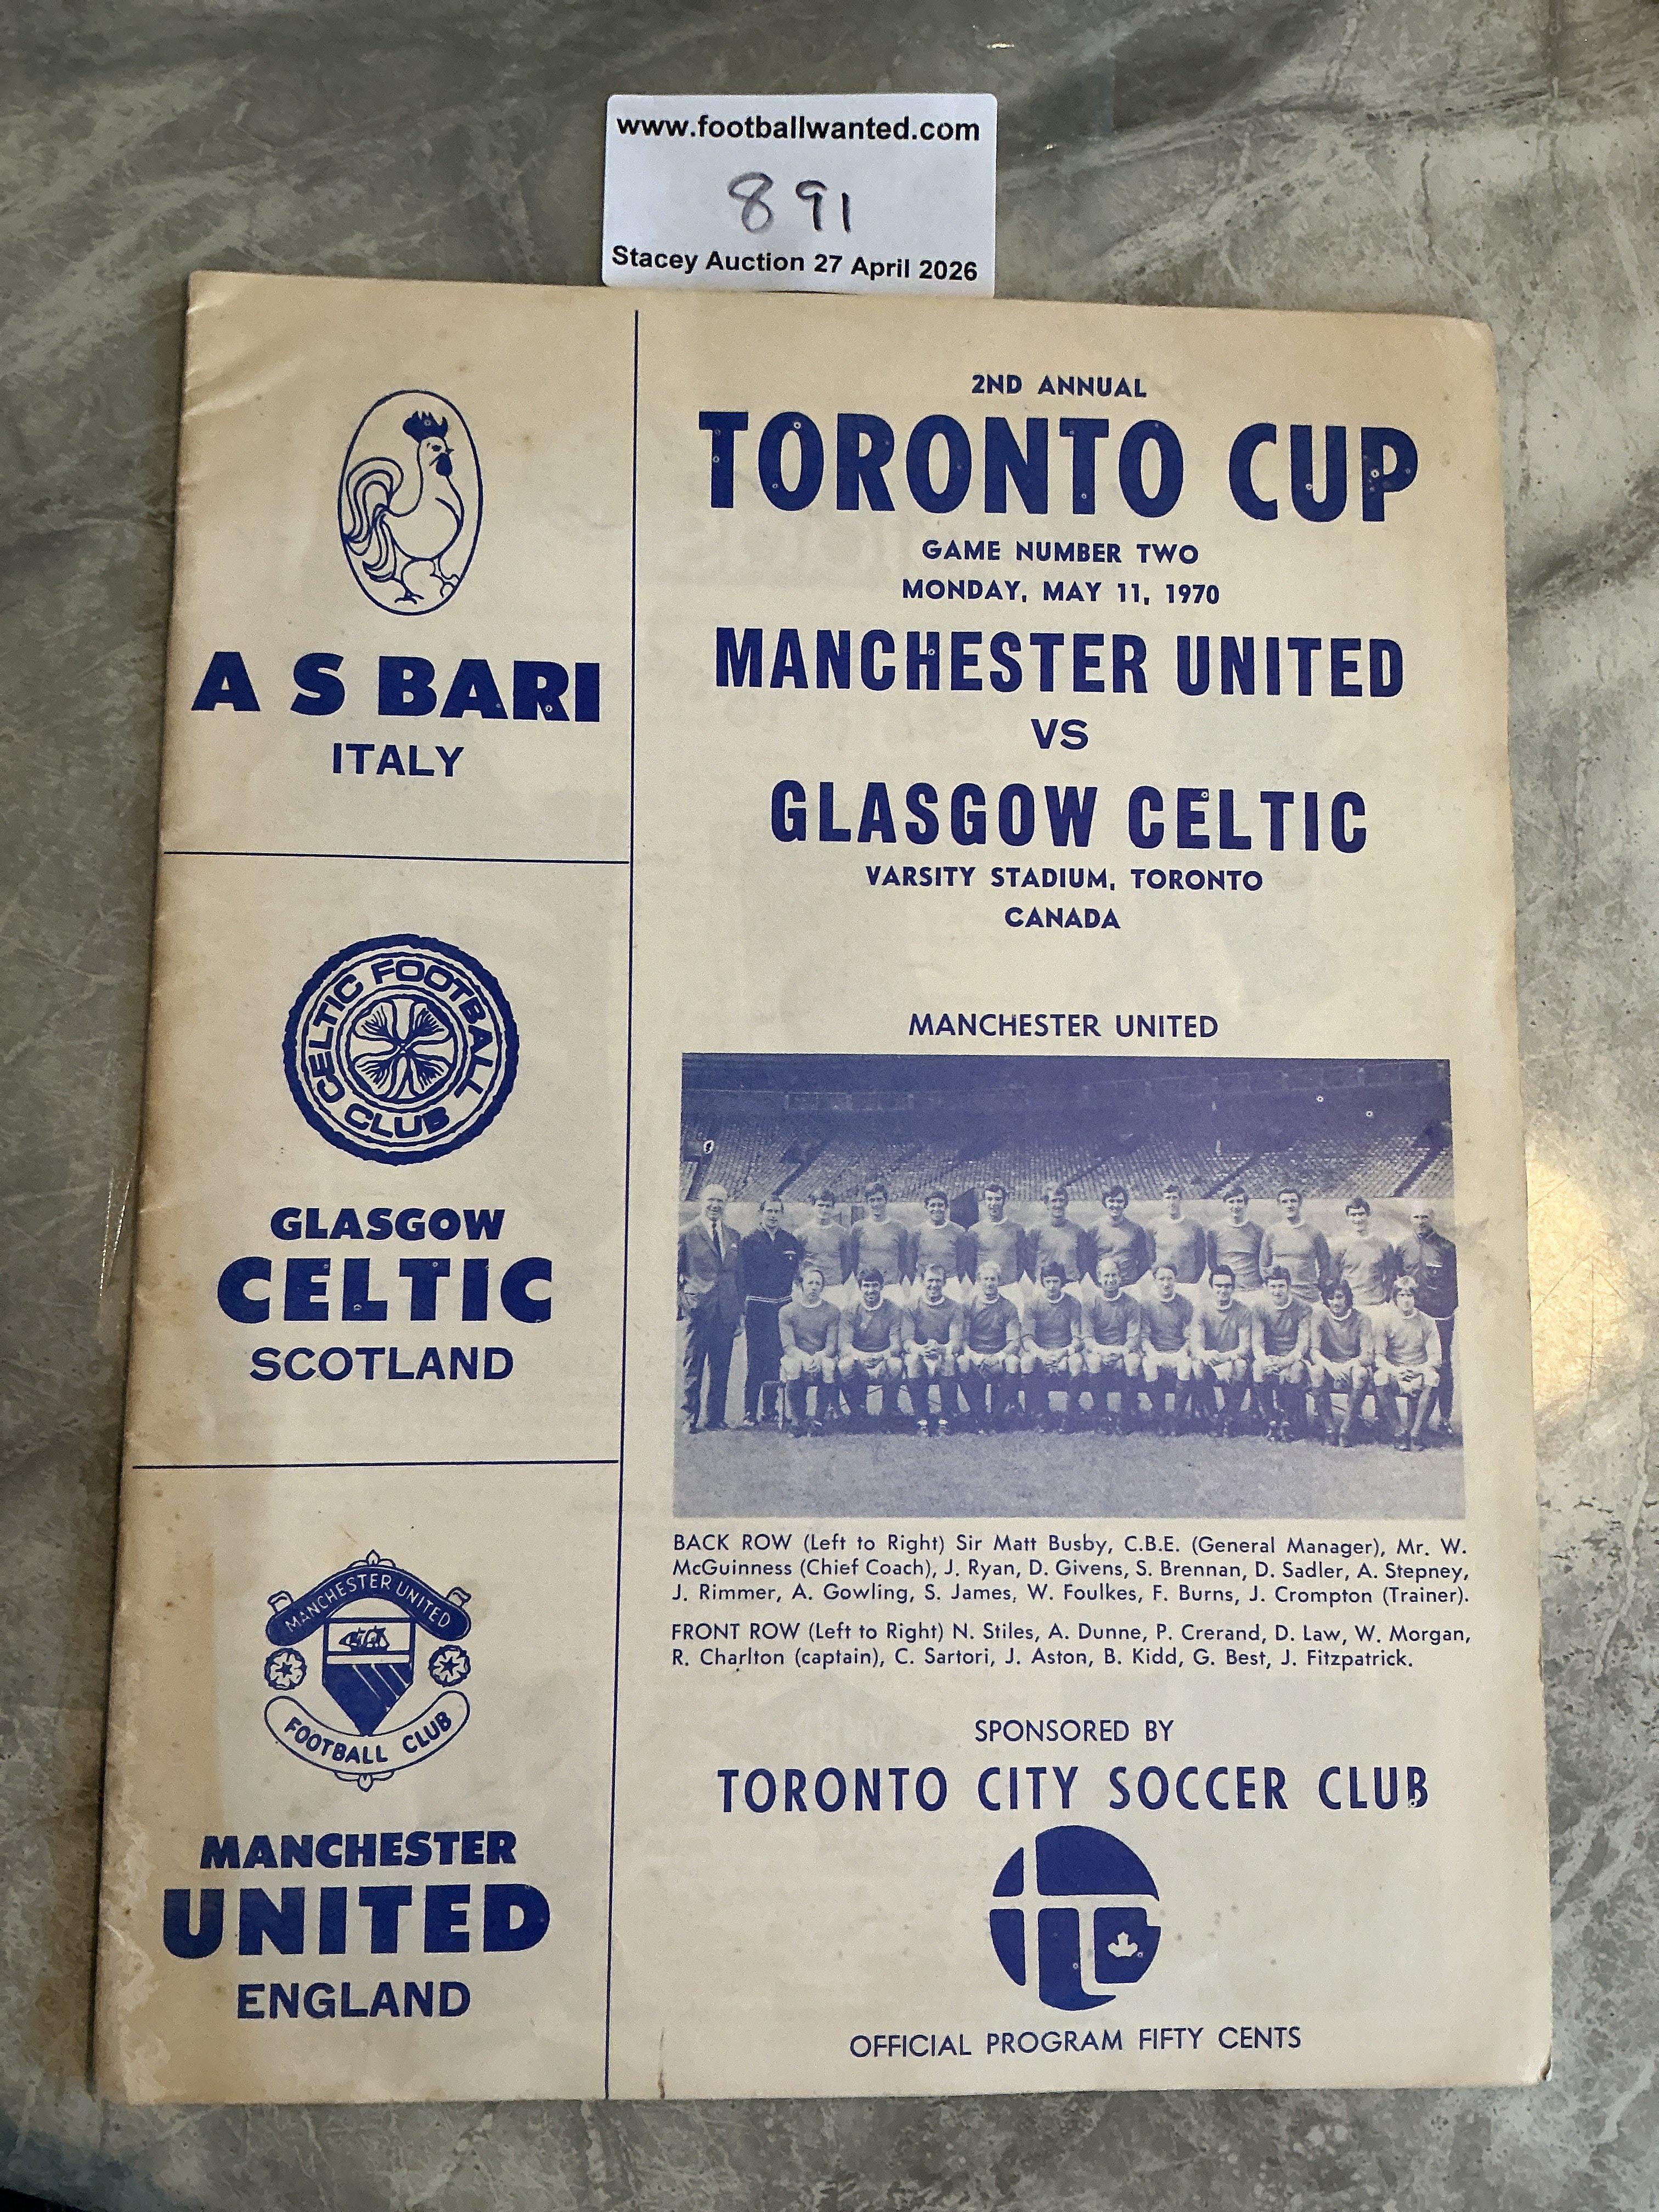 www.footballwanted.com
891
Stacey Auction 27 April 2026
A S BARI
ITALY
CELTIC FOOTBALL
CLUB
GLASGOW
CELTIC
SCOTLAND
MANCHESTER UNITED
FOOTBALL CLUB
MANCHESTER
UNITED
ENGLAND
2ND ANNUAL
TORONTO CUP
GAME NUMBER TWO
MONDAY, MAY 11, 1970
MANCHESTER UNITED
VS
GLASGOW CELTIC
VARSITY STADIUM, TORONTO
CANADA
MANCHESTER UNITED
BACK ROW (Left to Right) Sir Matt Busby, C.B.E. (General Manager), Mr. W.
McGuinness (Chief Coach), J. Ryan, D. Givens, S. Brennan, D. Sadler, A. Stepney,
J. Rimmer, A. Gowling, S. James, W. Foulkes, F. Burns, J. Crompton (Trainer).
FRONT ROW (Left to Right) N. Stiles, A. Dunne, P. Crerand, D. Law, W. Morgan,
R. Charlton (captain), C. Sartori, J. Aston, B. Kidd, G. Best, J. Fitzpatrick.
SPONSORED BY
TORONTO CITY SOCCER CLUB
OFFICIAL PROGRAM FIFTY CENTS